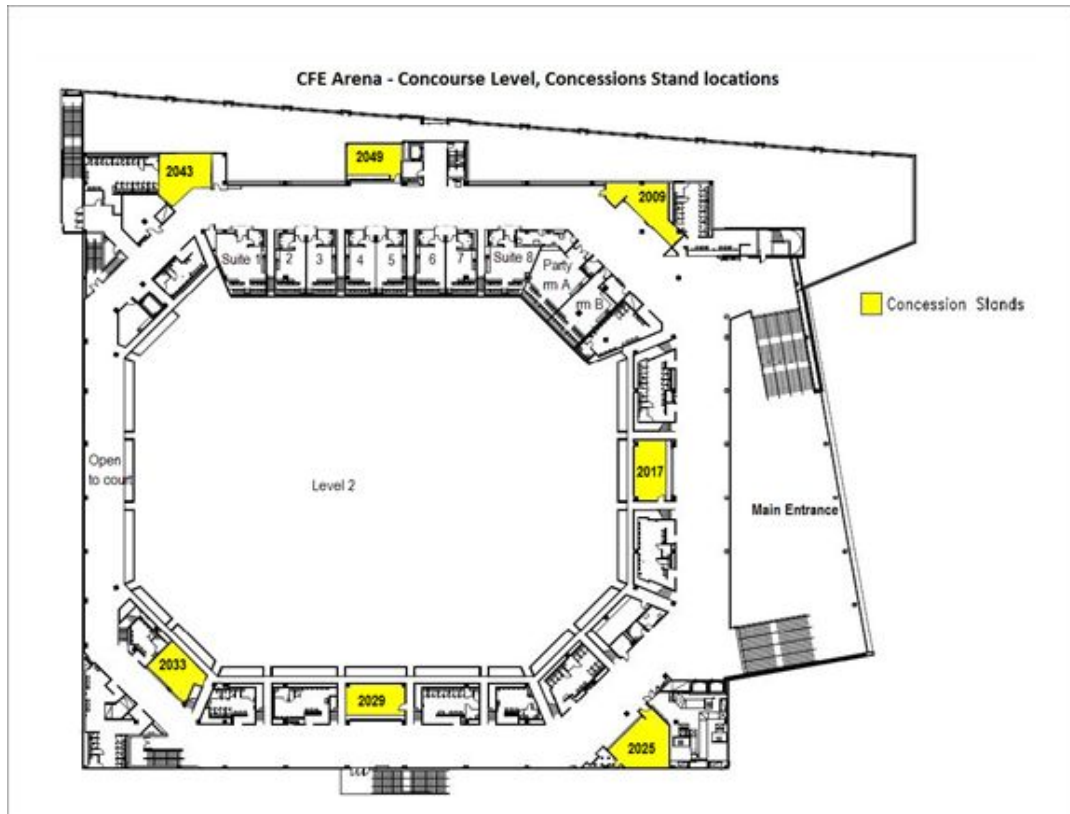 CFE Arena - Concourse Level, Concessions Stand locations
2049
2043
2009
Suite 1
2
3
4
5
6
7
Suite 8
Party
rm A
rm B
Concession Stands
Open
to court
2017
Level 2
Main Entrance
2033
2029
2025